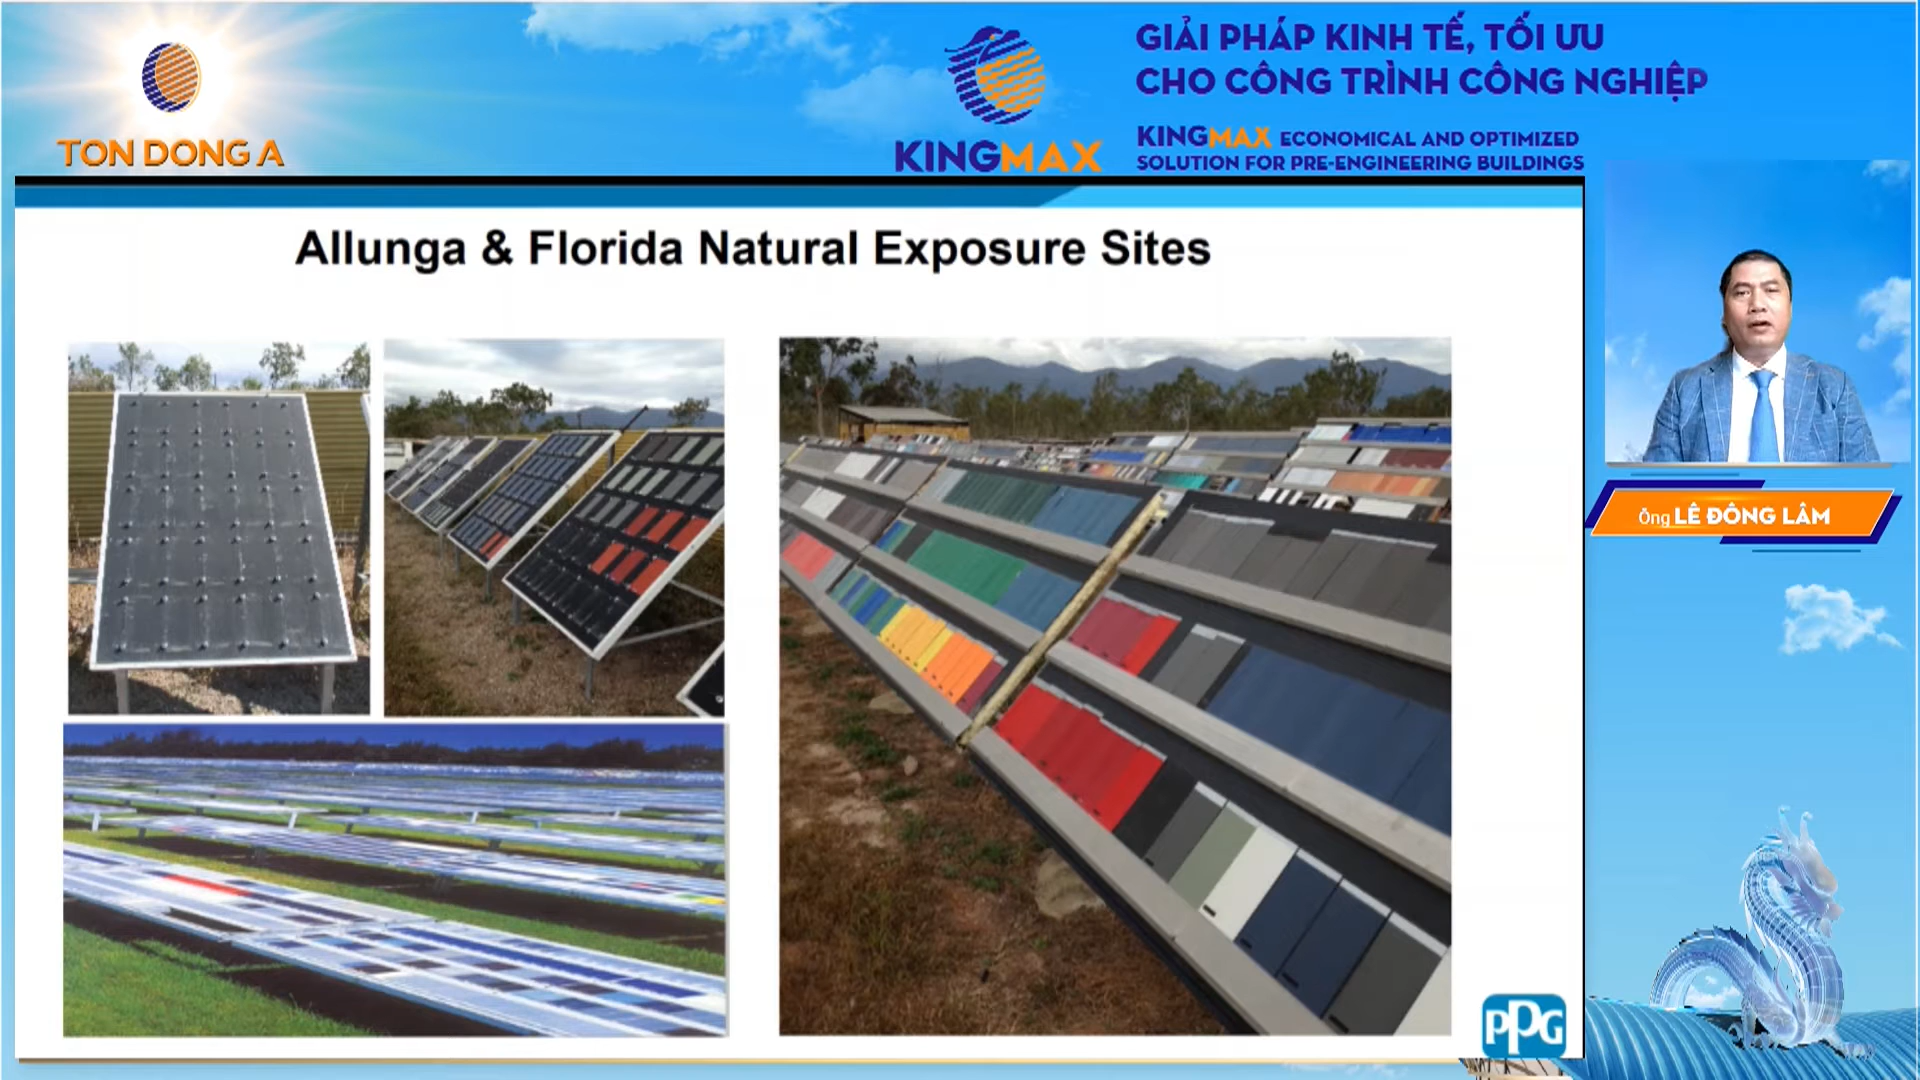 TON DONG A
KINGMAX
GIẢI PHÁP KINH TẾ, TỐI ƯU
CHO CÔNG TRÌNH CÔNG NGHIỆP
KINGMAX ECONOMICAL AND OPTIMIZED
SOLUTION FOR PRE-ENGINEERING BUILDINGS
Allunga & Florida Natural Exposure Sites
Ông LÊ ĐÔNG LÂM
PPG